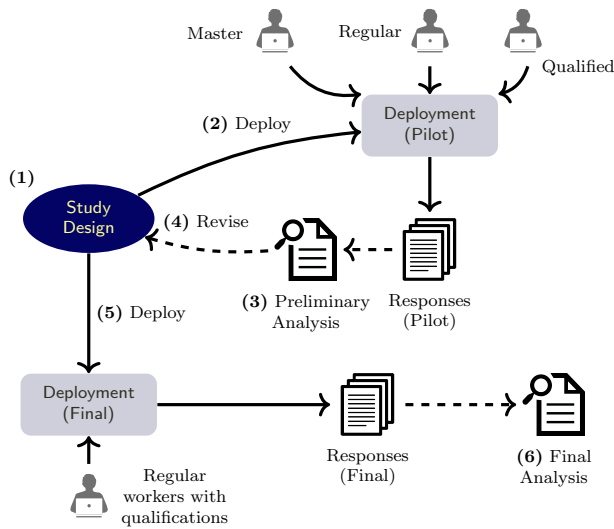 Master
Regular
Qualified
Deployment
(Pilot)
(2) Deploy
(1)
Study
Design
(4) Revise
(3) Preliminary
Analysis
Responses
(Pilot)
(5) Deploy
Deployment
(Final)
Responses
(Final)
(6) Final
Analysis
Regular
workers with
qualifications